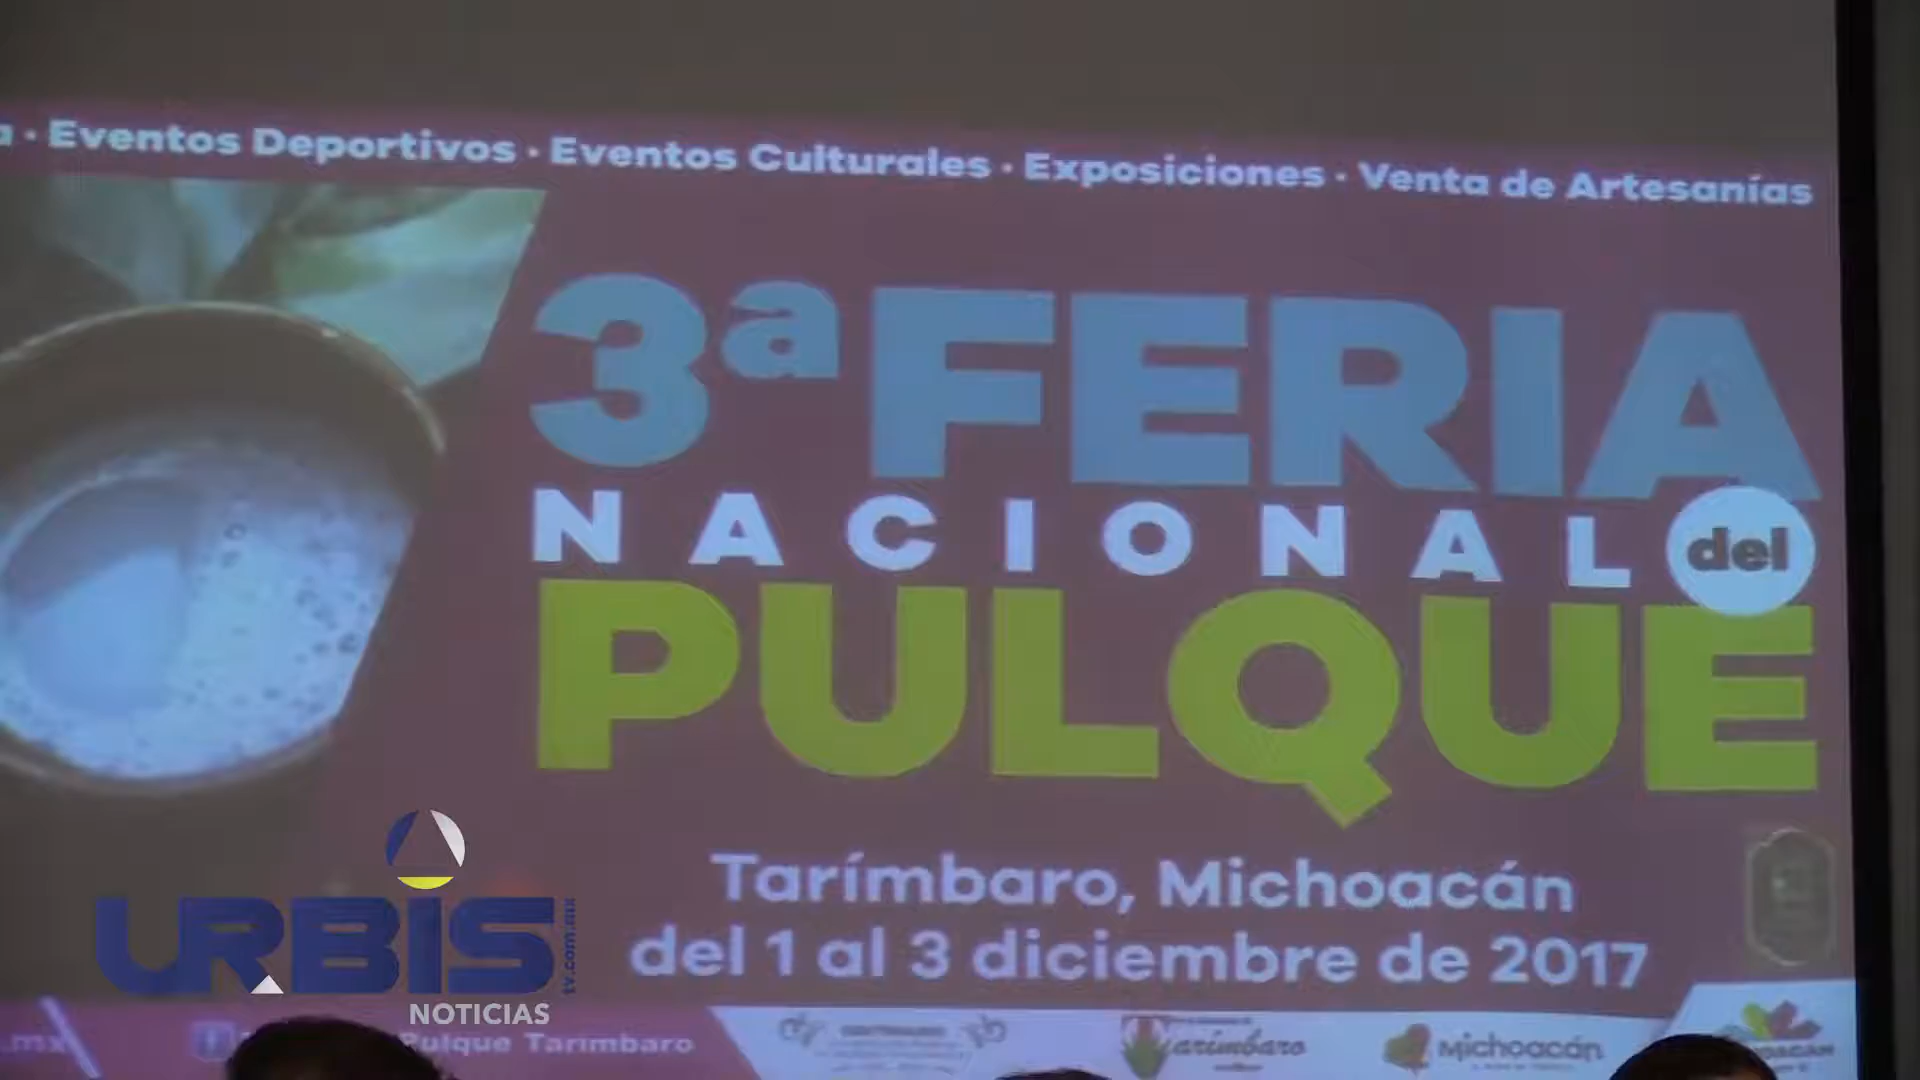 · Eventos Deportivos · Eventos Culturales · Exposiciones · Venta de Artesanías
3ª FERIA
NACIONAL del
PULQUE
Tarímbaro, Michoacán
del 1 al 3 diciembre de 2017
URBIS
tv.com.mx
NOTICIAS
.mx
Pulque Tarimbaro
Tarímbaro
Michoacán